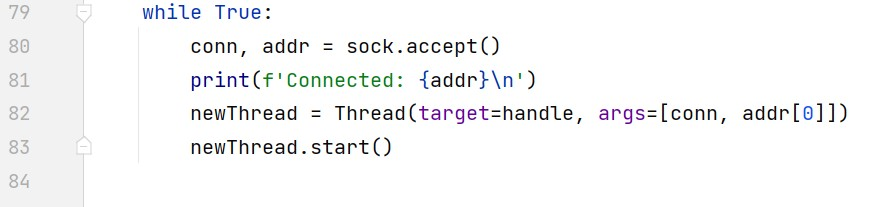 79 while True:
80 conn, addr = sock.accept()
81 print(f'Connected: {addr}\n')
82 newThread = Thread(target=handle, args=[conn, addr[0]])
83 newThread.start()
84